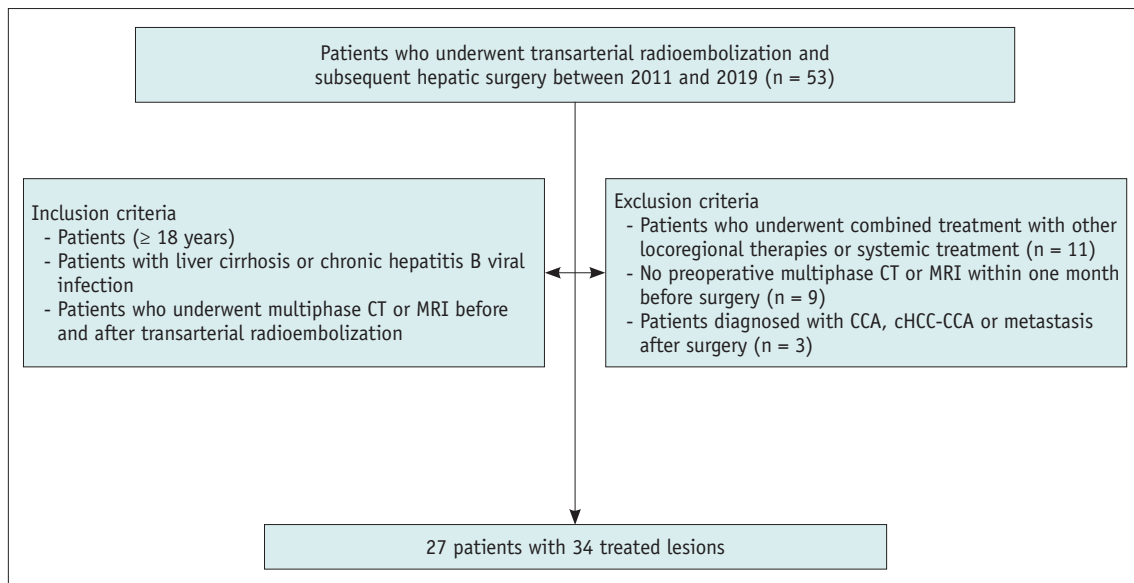 Patients who underwent transarterial radioembolization and
subsequent hepatic surgery between 2011 and 2019 (n = 53)
Inclusion criteria
- Patients (≥ 18 years)
- Patients with liver cirrhosis or chronic hepatitis B viral
infection
- Patients who underwent multiphase CT or MRI before
and after transarterial radioembolization
Exclusion criteria
- Patients who underwent combined treatment with other
locoregional therapies or systemic treatment (n = 11)
- No preoperative multiphase CT or MRI within one month
before surgery (n = 9)
- Patients diagnosed with CCA, cHCC-CCA or metastasis
after surgery (n = 3)
27 patients with 34 treated lesions